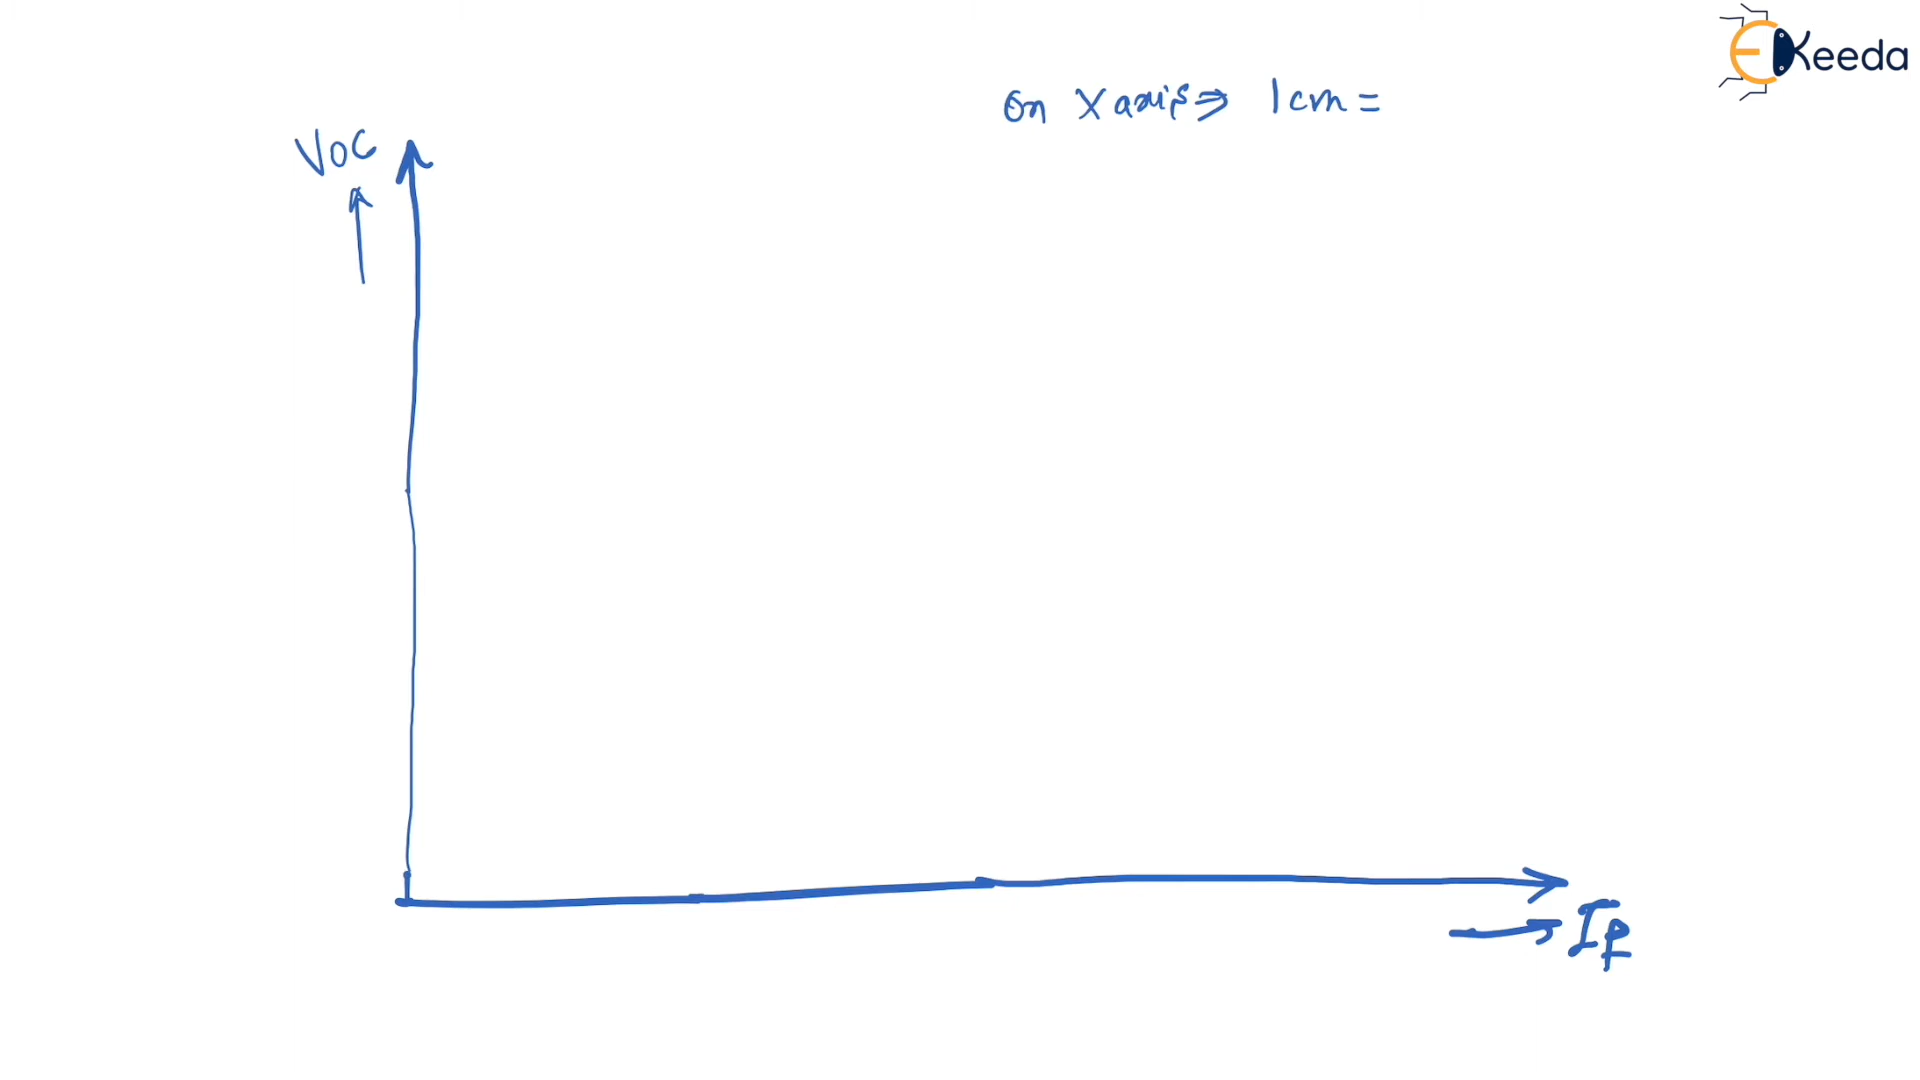 EKeeda
On X axis ⇒ 1cm =
VOC
If